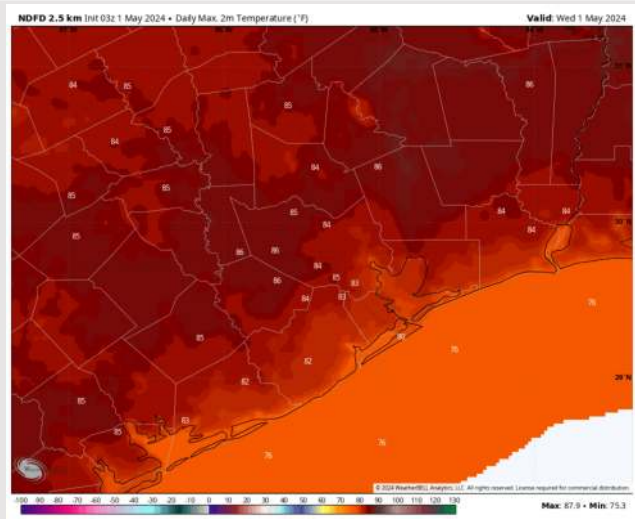 NDFD 2.5 km Init 03z 1 May 2024 • Daily Max. 2m Temperature (°F)
Valid: Wed 1 May 2024
84 85 86
85
85
84
84 86
85 85
85 84 84
85 84 84
86 86
84
86 85 83
84 83
76
85 80
76
82
82
85
83
85
76
76
29°N
© 2024 WeatherBELL Analytics, LLC. All rights reserved. License required for commercial distribution.
-100 -90 -80 -70 -60 -50 -40 -30 -20 -10 0 10 20 30 40 50 60 70 80 90 100 110 120 130
Max: 87.9 • Min: 75.3